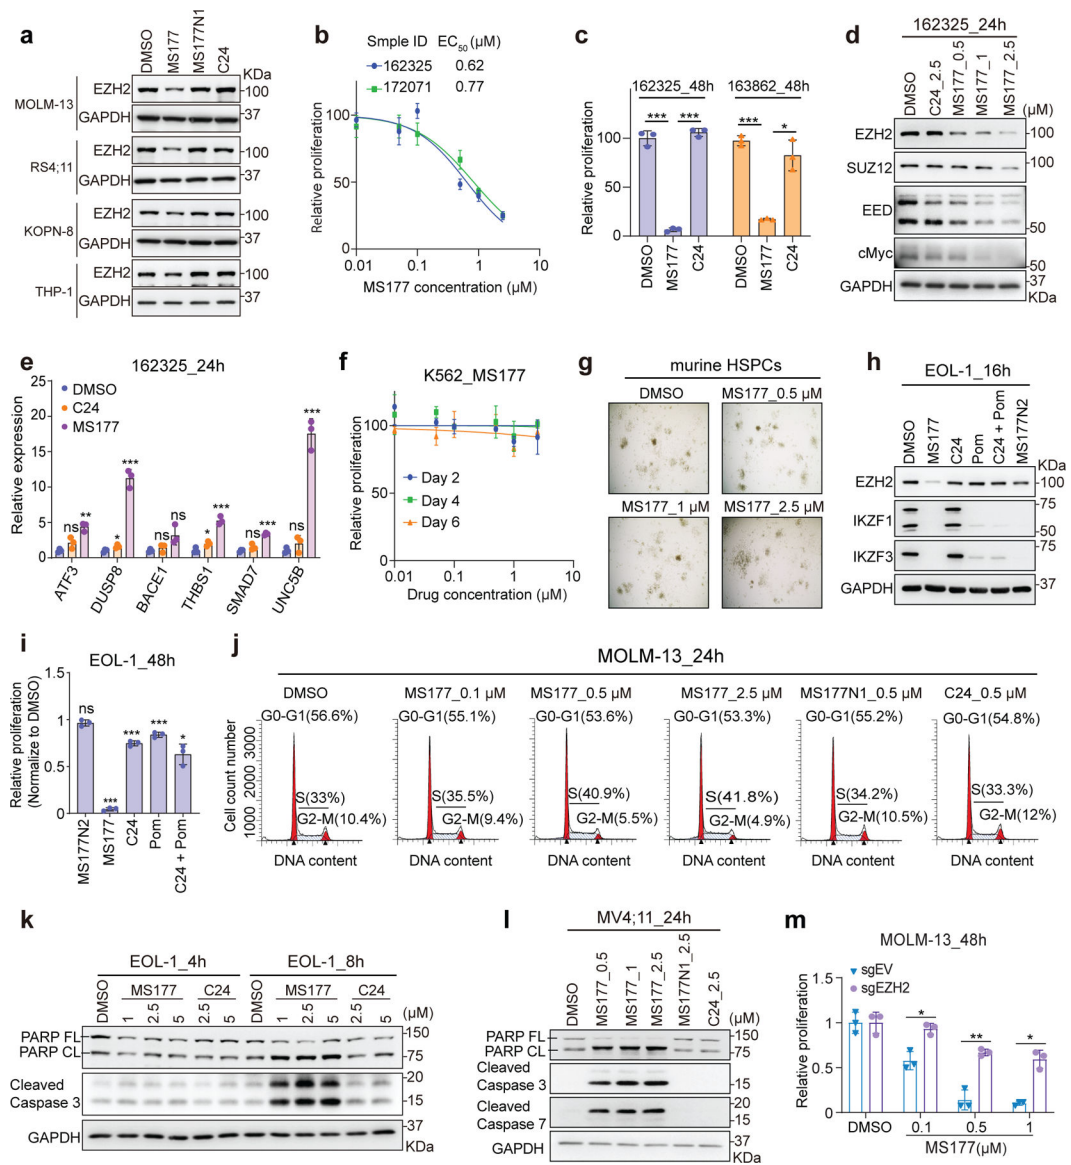 a
DMSO
MS177
MS177N1
C24
KDa
MOLM-13
EZH2
100
GAPDH
37
RS4;11
EZH2
100
GAPDH
37
KOPN-8
EZH2
100
GAPDH
37
THP-1
EZH2
100
GAPDH
37
b
Smple ID EC50 (µM)
162325 0.62
172071 0.77
Relative proliferation
100
50
0
0.01 0.1 1 10
MS177 concentration (µM)
c
162325_48h 163862_48h
*** *** *** *
Relative proliferation
100
50
0
DMSO
MS177
C24
DMSO
MS177
C24
d
162325_24h
DMSO
C24_2.5
MS177_0.5
MS177_1
MS177_2.5
(µM)
EZH2
100
SUZ12
100
EED
50
cMyc
50
GAPDH
37
KDa
e
162325_24h
DMSO
C24
MS177
Relative expression
25
20
15
10
5
0
ns ** * *** ns ns * *** ns *** ns ***
ATF3
DUSP8
BACE1
THBS1
SMAD7
UNC5B
f
K562_MS177
Relative proliferation
100
50
0
Day 2
Day 4
Day 6
0.01 0.1 1 10
Drug concentration (µM)
g
murine HSPCs
DMSO
MS177_0.5 µM
MS177_1 µM
MS177_2.5 µM
h
EOL-1_16h
DMSO
MS177
C24
Pom
C24 + Pom
MS177N2
KDa
EZH2
100
IKZF1
75
50
IKZF3
75
GAPDH
37
i
EOL-1_48h
Relative proliferation
(Normalize to DMSO)
1.5
1
0.5
0
ns *** *** *** *
MS177N2
MS177
C24
Pom
C24 + Pom
j
MOLM-13_24h
DMSO MS177_0.1 µM MS177_0.5 µM MS177_2.5 µM MS177N1_0.5 µM C24_0.5 µM
G0-G1(56.6%) G0-G1(55.1%) G0-G1(53.6%) G0-G1(53.3%) G0-G1(55.2%) G0-G1(54.8%)
Cell count number
0 1000 2000 3000
S(33%) S(35.5%) S(40.9%) S(41.8%) S(34.2%) S(33.3%)
G2-M(10.4%) G2-M(9.4%) G2-M(5.5%) G2-M(4.9%) G2-M(10.5%) G2-M(12%)
DNA content DNA content DNA content DNA content DNA content DNA content
k
EOL-1_4h EOL-1_8h
DMSO MS177 C24 DMSO MS177 C24
1 2.5 5 2.5 5 1 2.5 5 2.5 5 (µM)
PARP FL
150
PARP CL
75
Cleaved
Caspase 3
20
15
GAPDH
37
KDa
l
MV4;11_24h
DMSO
MS177_0.5
MS177_1
MS177_2.5
MS177N1_2.5
C24_2.5
(µM)
PARP FL
150
PARP CL
75
Cleaved
Caspase 3
15
Cleaved
Caspase 7
20
15
GAPDH
37
KDa
m
MOLM-13_48h
sgEV
sgEZH2
Relative proliferation
1.5
1.0
0.5
0
* ** *
DMSO 0.1 0.5 1
MS177(µM)